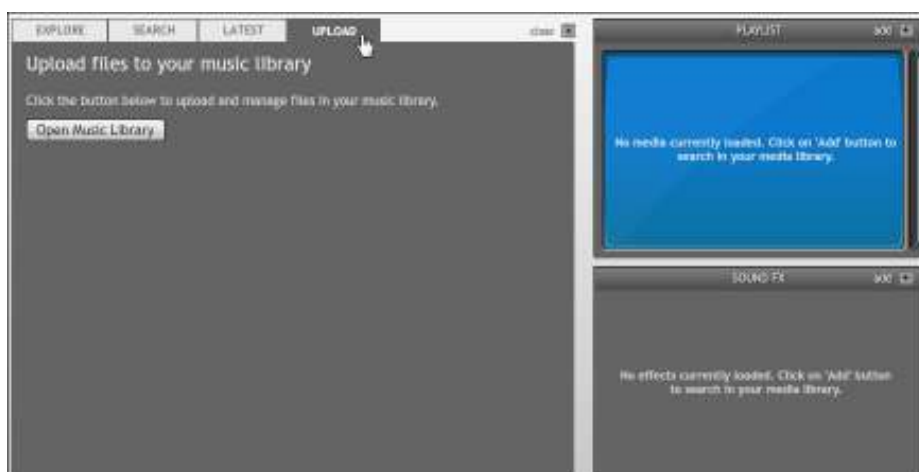 EXPLORE SEARCH LATEST UPLOAD close
Upload files to your music library
Click the button below to upload and manage files in your music library.
Open Music Library
PLAYLIST add
No media currently loaded. Click on 'Add' button to
search in your media library.
SOUND FX add
No effects currently loaded. Click on 'Add' button
to search in your media library.